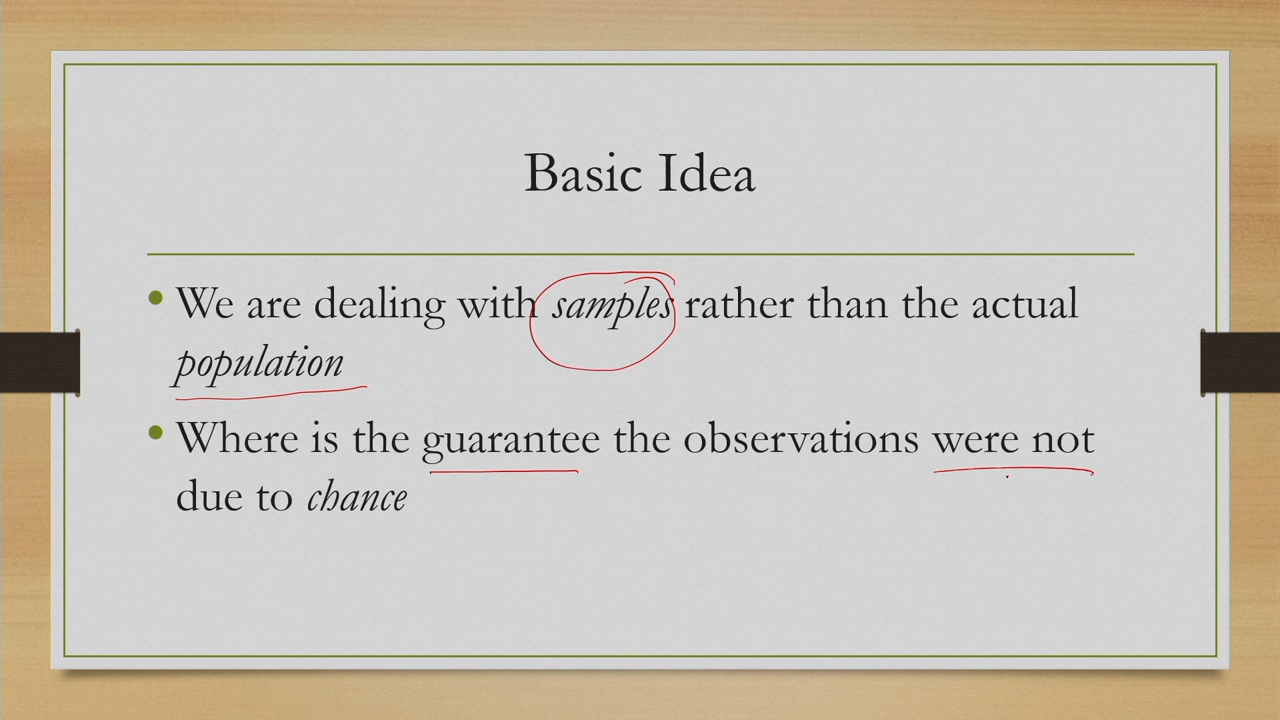 Basic Idea
• We are dealing with samples rather than the actual
population
• Where is the guarantee the observations were not
due to chance